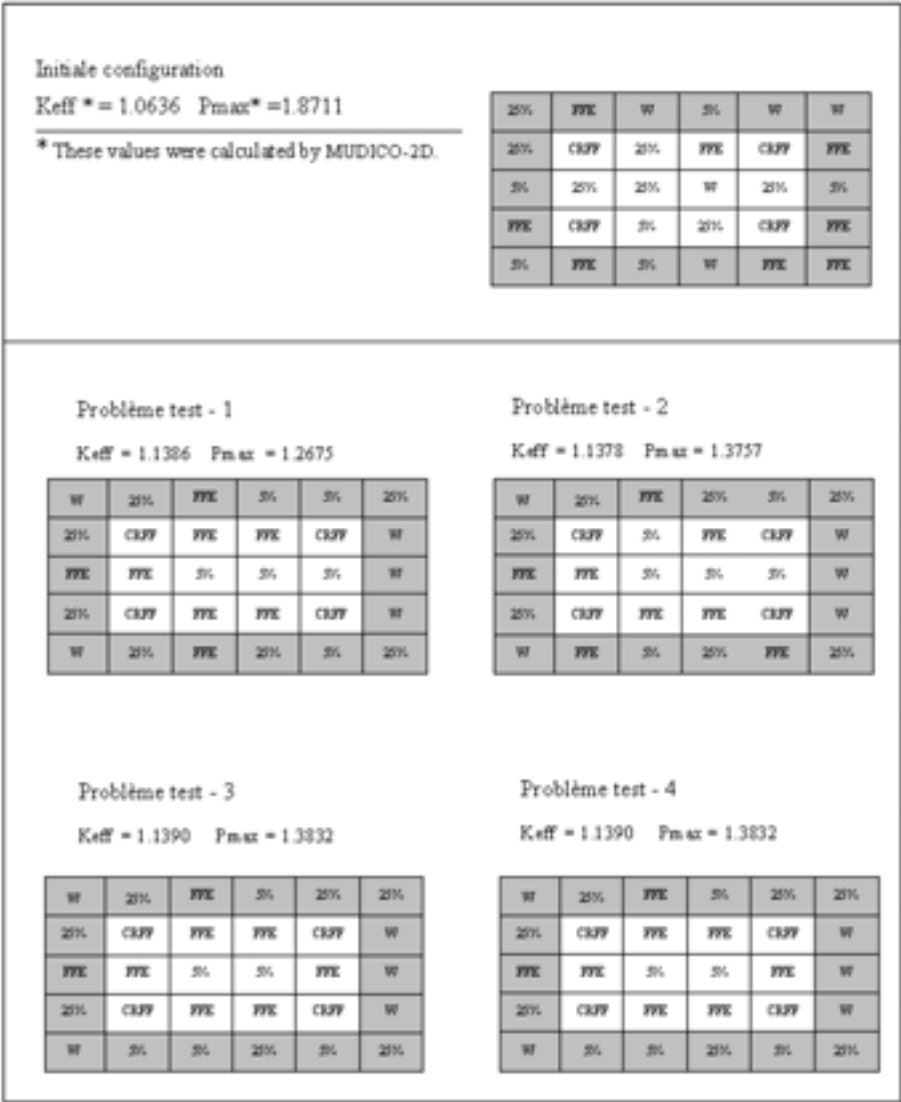 Initiale configuration
Keff * = 1.0636 Pmax* =1.8711
* These values were calculated by MUDICO-2D.
25% FFE W 5% W W
25% CRFF 25% FFE CRFF FFE
5% 25% 25% W 25% 5%
FFE CRFF 5% 25% CRFF FFE
5% FFE 5% W FFE FFE
Problème test - 1
Keff = 1.1386 Pmax = 1.2675
W 25% FFE 5% 5% 25%
25% CRFF FFE FFE CRFF W
FFE FFE 5% 5% 5% W
25% CRFF FFE FFE CRFF W
W 25% FFE 25% 5% 25%
Problème test - 2
Keff = 1.1378 Pmax = 1.3757
W 25% FFE 25% 5% 25%
25% CRFF 5% FFE CRFF W
FFE FFE 5% 5% 5% W
25% CRFF FFE FFE CRFF W
W FFE 5% 25% FFE 25%
Problème test - 3
Keff = 1.1390 Pmax = 1.3832
W 25% FFE 5% 25% 25%
25% CRFF FFE FFE CRFF W
FFE FFE 5% 5% FFE W
25% CRFF FFE FFE CRFF W
W 5% 5% 25% 5% 25%
Problème test - 4
Keff = 1.1390 Pmax = 1.3832
W 25% FFE 5% 25% 25%
25% CRFF FFE FFE CRFF W
FFE FFE 5% 5% FFE W
25% CRFF FFE FFE CRFF W
W 5% 5% 25% 5% 25%